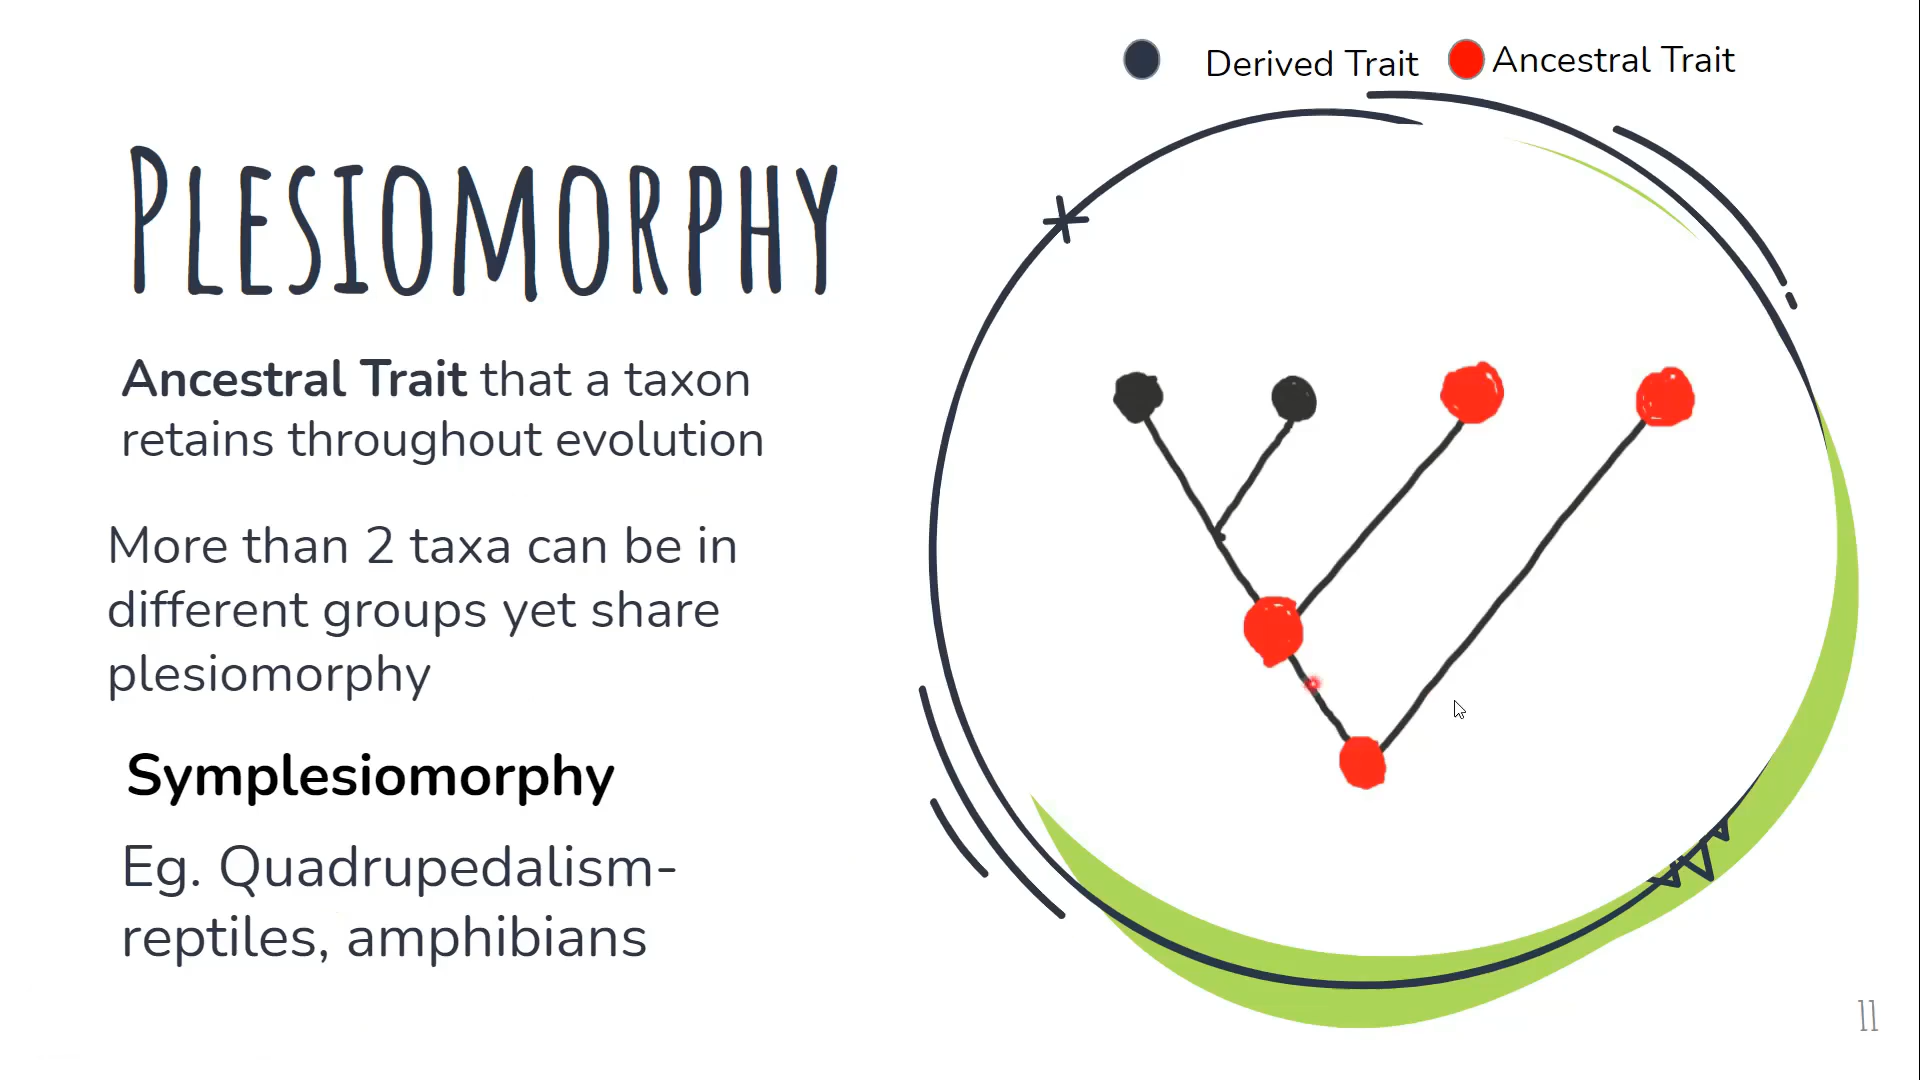 Derived Trait
Ancestral Trait
PLESIOMORPHY
Ancestral Trait that a taxon
retains throughout evolution
More than 2 taxa can be in
different groups yet share
plesiomorphy
Symplesiomorphy
Eg. Quadrupedalism-
reptiles, amphibians
11